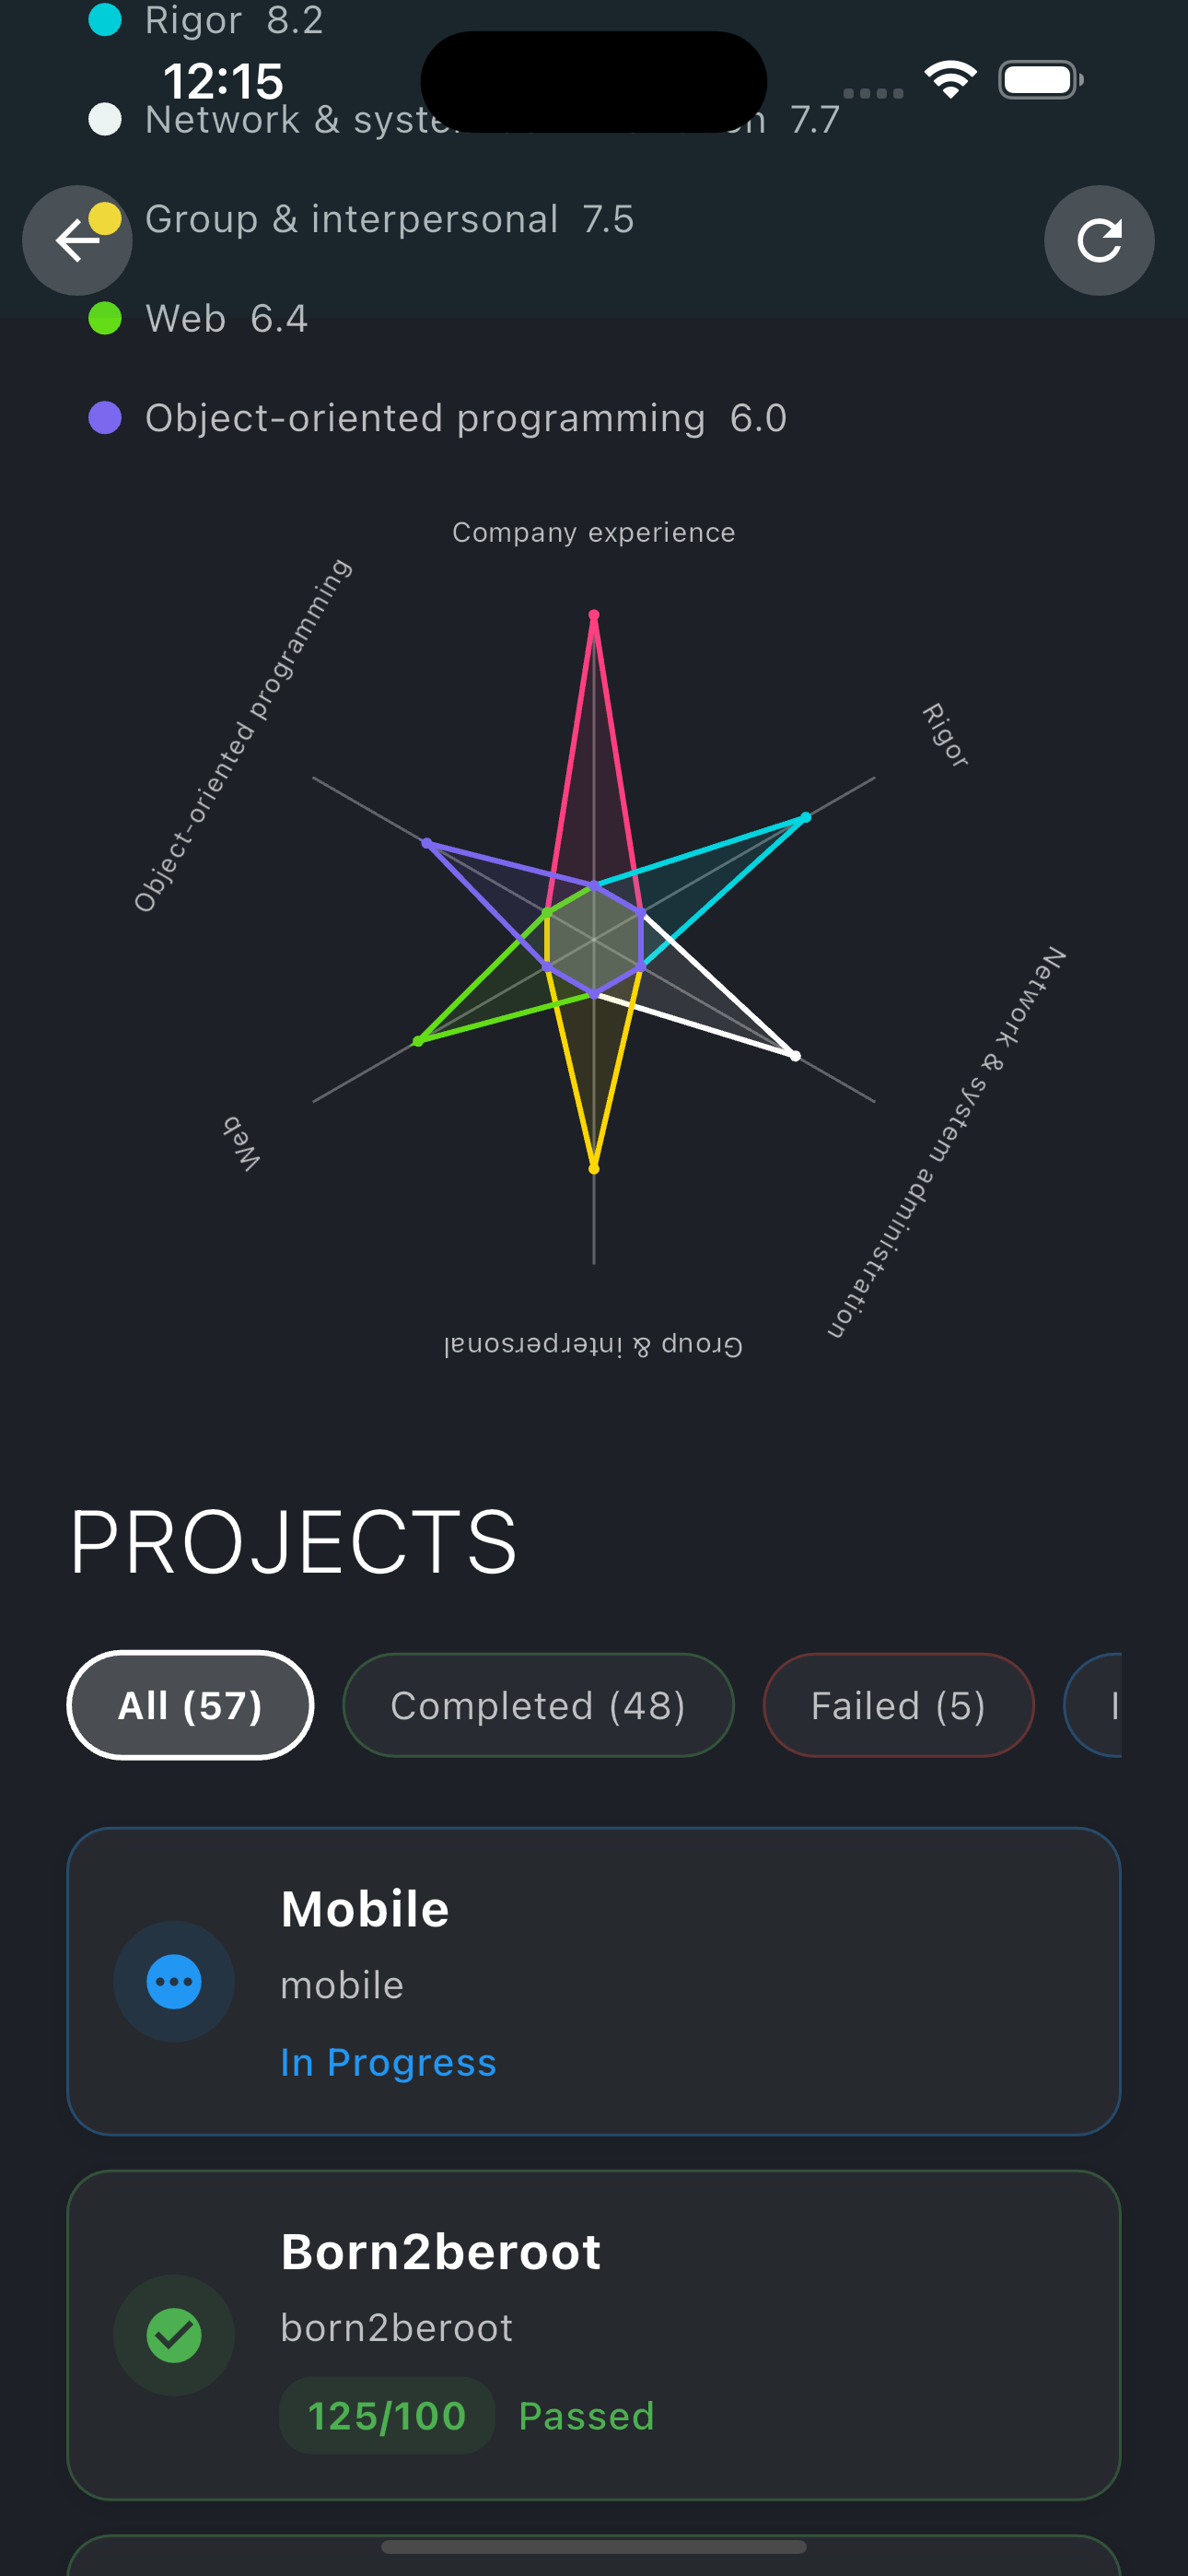 Rigor 8.2
12:15
Network & syste n 7.7
Group & interpersonal 7.5
Web 6.4
Object-oriented programming 6.0
Company experience
Object-oriented programming
Rigor
Network & system administration
Web
Group & interpersonal
PROJECTS
All (57) Completed (48) Failed (5) I
Mobile
mobile
In Progress
Born2beroot
born2beroot
125/100 Passed